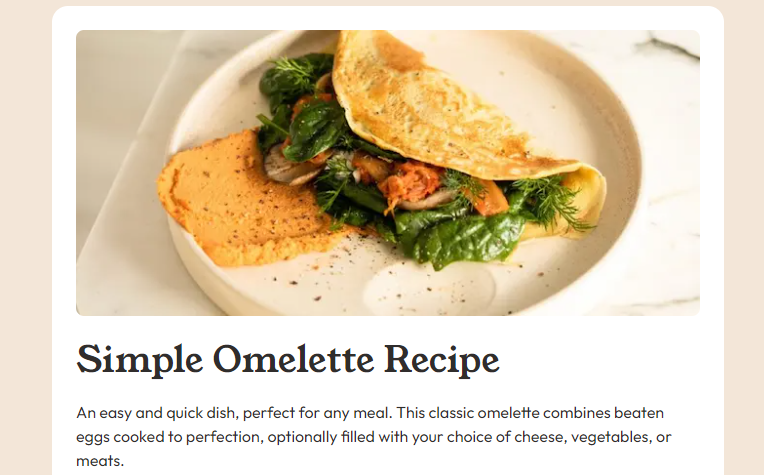 Simple Omelette Recipe
An easy and quick dish, perfect for any meal. This classic omelette combines beaten
eggs cooked to perfection, optionally filled with your choice of cheese, vegetables, or
meats.